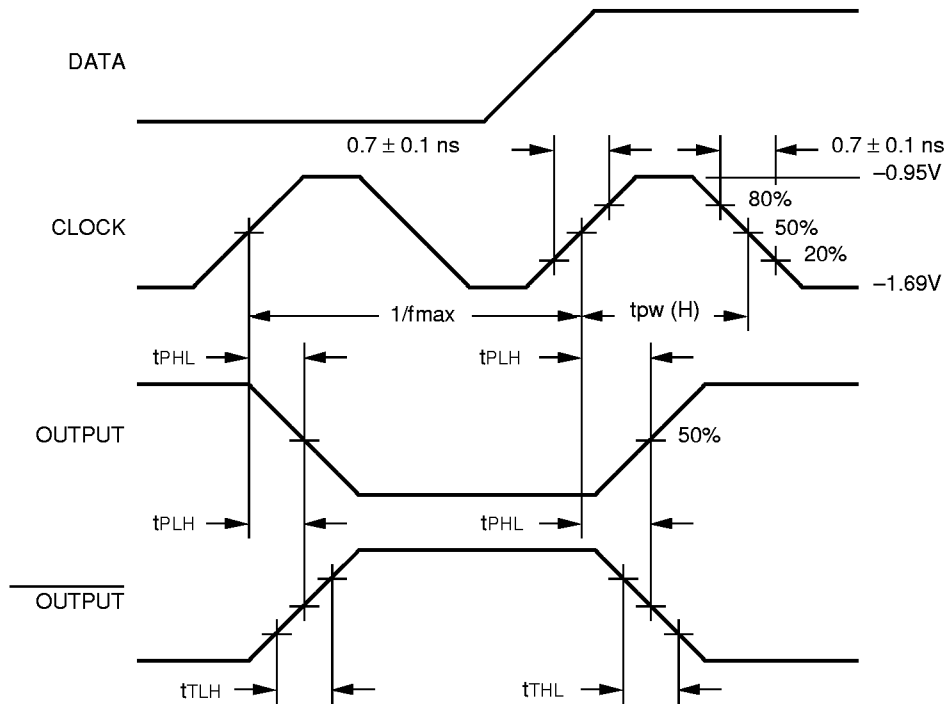 DATA
0.7 ± 0.1 ns
0.7 ± 0.1 ns
–0.95V
80%
CLOCK
50%
20%
–1.69V
1/fmax
tpw (H)
tPHL
tPLH
OUTPUT
50%
tPLH
tPHL
OUTPUT
tTLH
tTHL